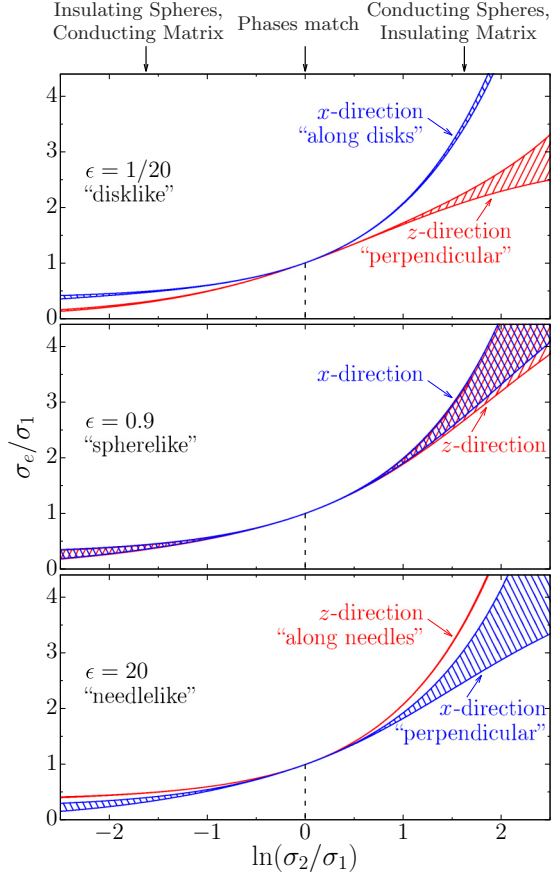 Insulating Spheres,
Conducting Matrix
Phases match
Conducting Spheres,
Insulating Matrix
4
3
2
1
0
x-direction
“along disks”
ϵ = 1/20
“disklike”
z-direction
“perpendicular”
4
3
2
1
0
σe/σ1
x-direction
ϵ = 0.9
“spherelike”
z-direction
4
3
2
1
0
z-direction
“along needles”
ϵ = 20
“needlelike”
x-direction
“perpendicular”
−2
−1
0
1
2
ln(σ2/σ1)